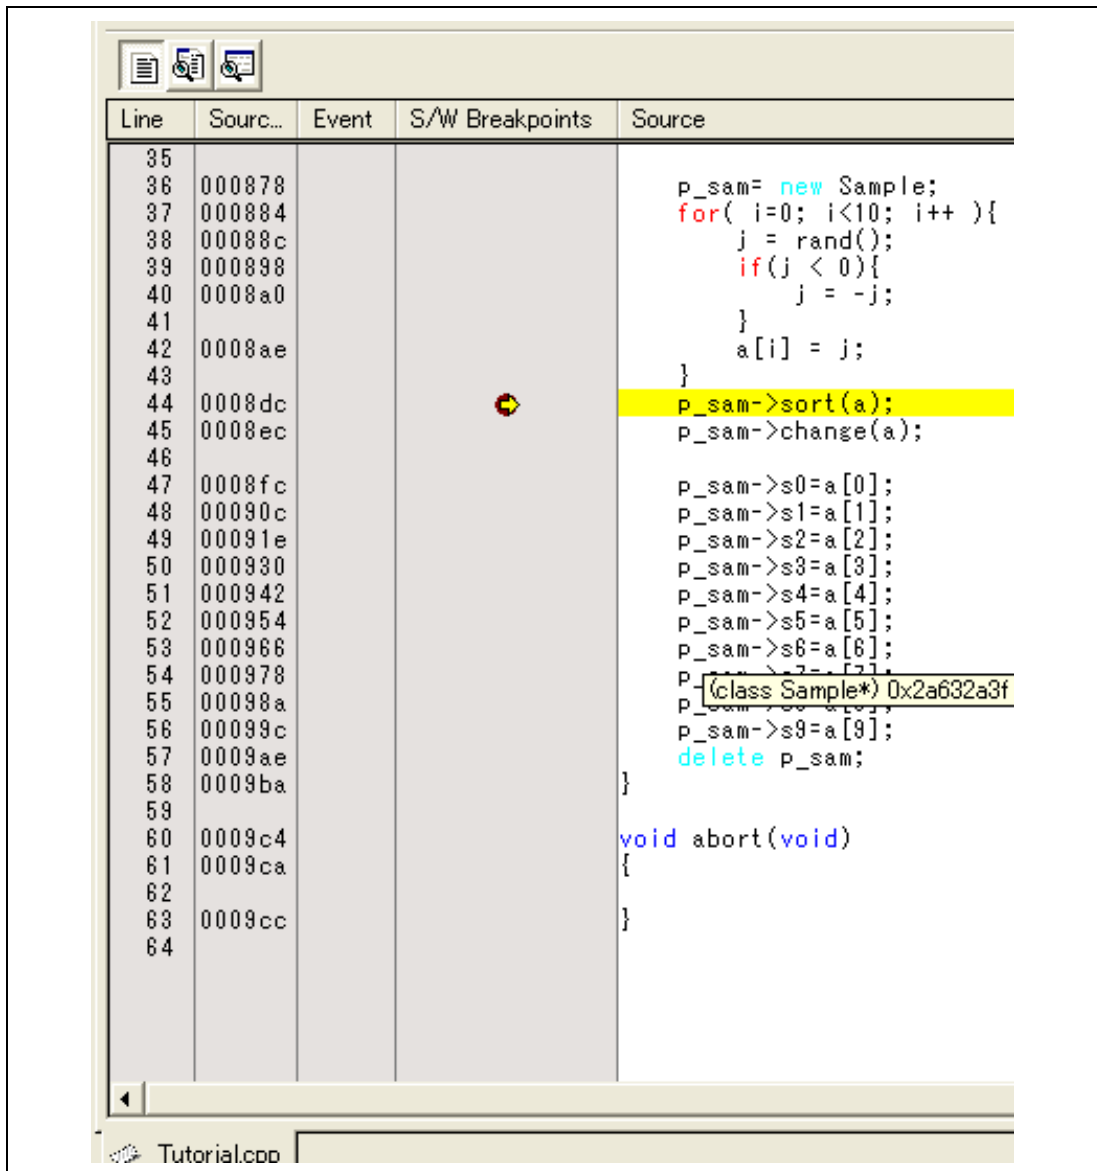 Line Sourc... Event S/W Breakpoints Source
35
36 000878 p_sam= new Sample;
37 000884 for( i=0; i<10; i++ ){
38 00088c j = rand();
39 000898 if(j < 0){
40 0008a0 j = -j;
41 }
42 0008ae a[i] = j;
43 }
44 0008dc p_sam->sort(a);
45 0008ec p_sam->change(a);
46
47 0008fc p_sam->s0=a[0];
48 00090c p_sam->s1=a[1];
49 00091e p_sam->s2=a[2];
50 000930 p_sam->s3=a[3];
51 000942 p_sam->s4=a[4];
52 000954 p_sam->s5=a[5];
53 000966 p_sam->s6=a[6];
54 000978
(class Sample*) 0x2a632a3f
55 00098a
56 00099c p_sam->s9=a[9];
57 0009ae delete p_sam;
58 0009ba }
59
60 0009c4 void abort(void)
61 0009ca {
62
63 0009cc }
64
Tutorial.cpp